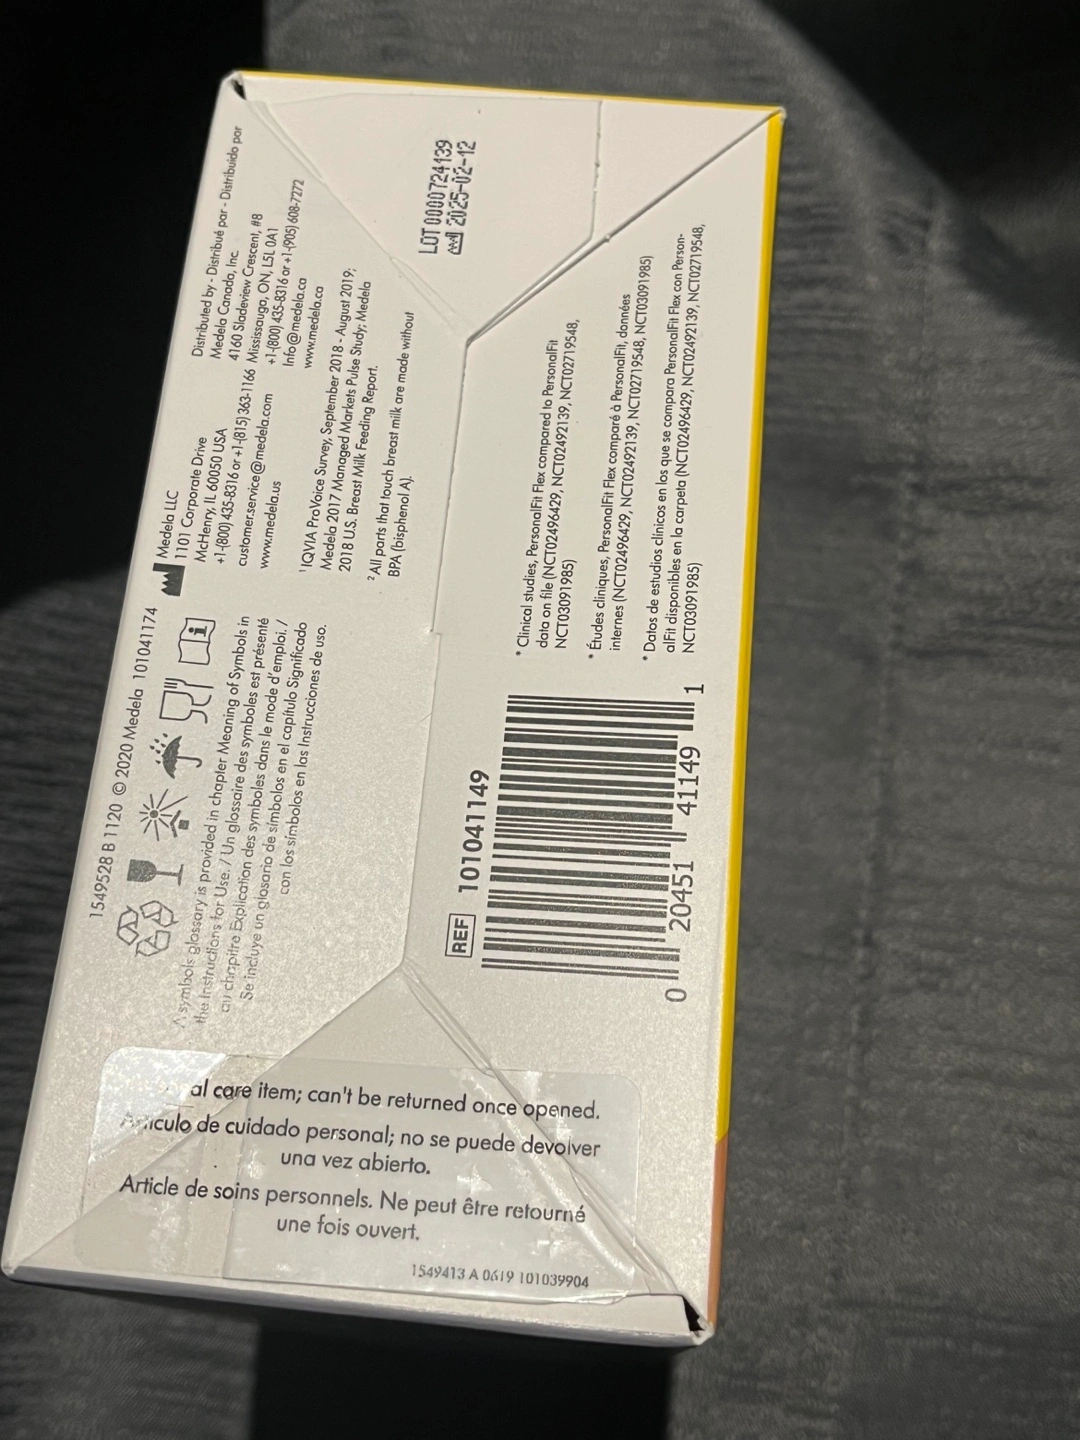 1549528 B 1120 © 2020 Medela 101041174
A symbols glossary is provided in chapter Meaning of Symbols in
the Instructions for Use. / Un glossaire des symboles est présenté
au chapitre Explication des symboles dans le mode d'emploi. /
Se incluye un glosario de símbolos en el capítulo Significado
con los símbolos en las Instrucciones de uso.
Medela LLC
1101 Corporate Drive
McHenry, IL 60050 USA
+1-(800) 435-8316 or +1-(815) 363-1166
customer.service@medela.com
www.medela.us
Distributed by - Distribué par - Distribuido por
Medela Canada, Inc.
4160 Sladeview Crescent, #8
Mississauga, ON, L5L 0A1
+1-(800) 435-8316 or +1-(905) 608-7272
Info@medela.ca
www.medela.ca
¹ IQVIA ProVoice Survey, September 2018 - August 2019;
Medela 2017 Managed Markets Pulse Study; Medela
2018 U.S. Breast Milk Feeding Report.
² All parts that touch breast milk are made without
BPA (bisphenol A).
LOT 0000724139
2025-02-12
REF 101041149
0 20451 41149 1
* Clinical studies, PersonalFit Flex compared to PersonalFit
data on file (NCT02496429, NCT02492139, NCT02719548,
NCT03091985)
* Études cliniques, PersonalFit Flex comparé à PersonalFit, données
internes (NCT02496429, NCT02492139, NCT02719548, NCT03091985)
* Datos de estudios clínicos en los que se compara PersonalFit Flex con Person-
alFit disponibles en la carpeta (NCT02496429, NCT02492139, NCT02719548,
NCT03091985)
al care item; can't be returned once opened.
Artículo de cuidado personal; no se puede devolver
una vez abierto.
Article de soins personnels. Ne peut être retourné
une fois ouvert.
1549413 A 0619 101039904